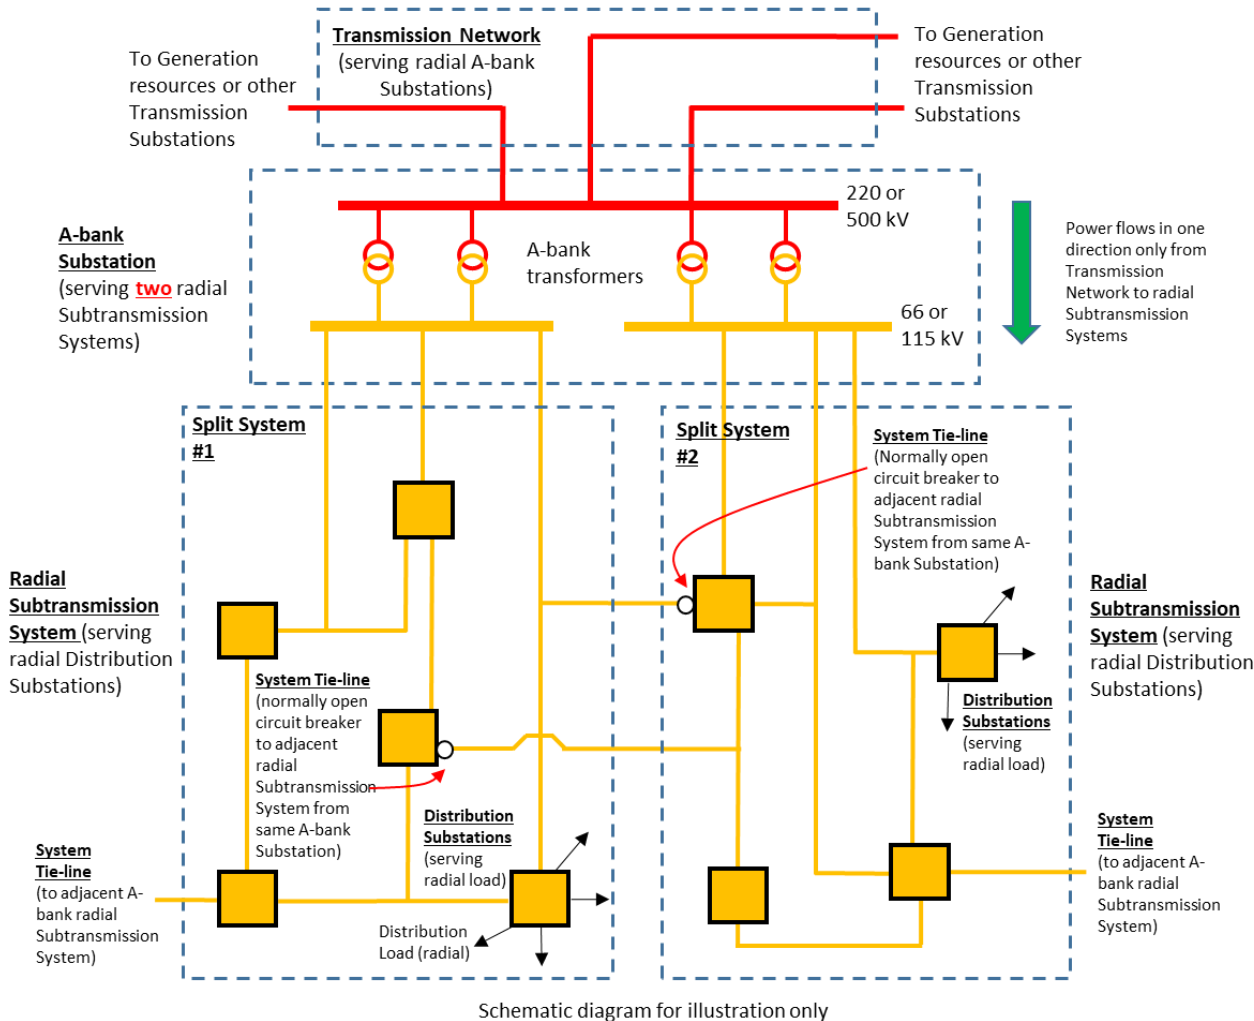 Transmission Network
(serving radial A-bank
Substations)
To Generation
resources or other
Transmission
Substations
To Generation
resources or other
Transmission
Substations
220 or
500 kV
A-bank
Substation
(serving two radial
Subtransmission
Systems)
A-bank
transformers
66 or
115 kV
Power flows in one
direction only from
Transmission
Network to radial
Subtransmission
Systems
Split System
#1
Split System
#2
System Tie-line
(Normally open
circuit breaker to
adjacent radial
Subtransmission
System from same A-
bank Substation)
Radial
Subtransmission
System (serving
radial Distribution
Substations)
Radial
Subtransmission
System (serving
radial Distribution
Substations)
System Tie-line
(normally open
circuit breaker
to adjacent
radial
Subtransmission
System from
same A-bank
Substation)
Distribution
Substations
(serving
radial load)
Distribution
Substations
(serving
radial load)
System
Tie-line
(to adjacent A-
bank radial
Subtransmission
System)
System
Tie-line
(to adjacent A-
bank radial
Subtransmission
System)
Distribution
Load (radial)
Schematic diagram for illustration only